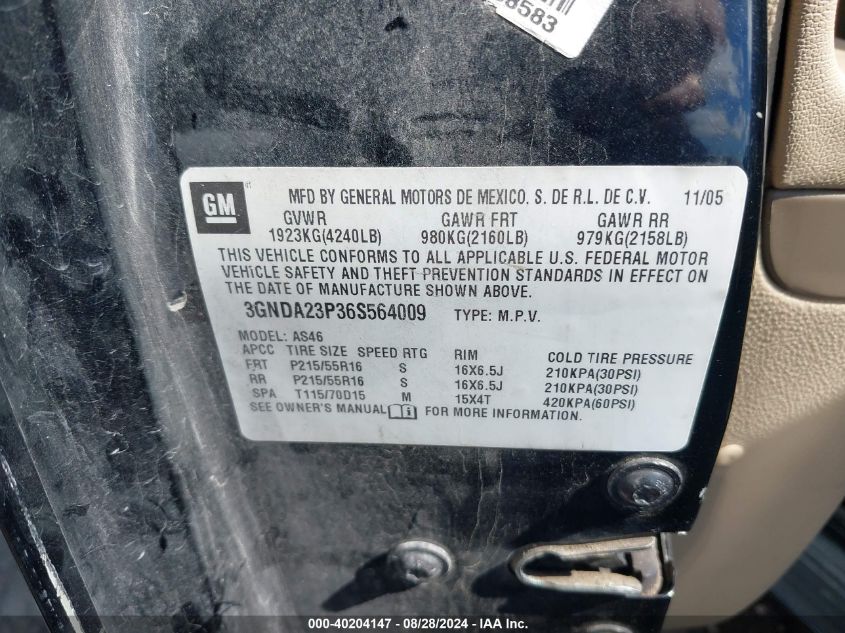 8583
GM
MFD BY GENERAL MOTORS DE MEXICO, S. DE R.L. DE C.V. 11/05
GVWR GAWR FRT GAWR RR
1923KG(4240LB) 980KG(2160LB) 979KG(2158LB)
THIS VEHICLE CONFORMS TO ALL APPLICABLE U.S. FEDERAL MOTOR
VEHICLE SAFETY AND THEFT PREVENTION STANDARDS IN EFFECT ON
THE DATE OF MANUFACTURE SHOWN ABOVE.
3GNDA23P36S564009 TYPE: M.P.V.
MODEL: AS46
APCC TIRE SIZE SPEED RTG RIM COLD TIRE PRESSURE
FRT P215/55R16 S 16X6.5J 210KPA(30PSI)
RR P215/55R16 S 16X6.5J 210KPA(30PSI)
SPA T115/70D15 M 15X4T 420KPA(60PSI)
SEE OWNER'S MANUAL FOR MORE INFORMATION.
000-40204147 - 08/28/2024 - IAA Inc.